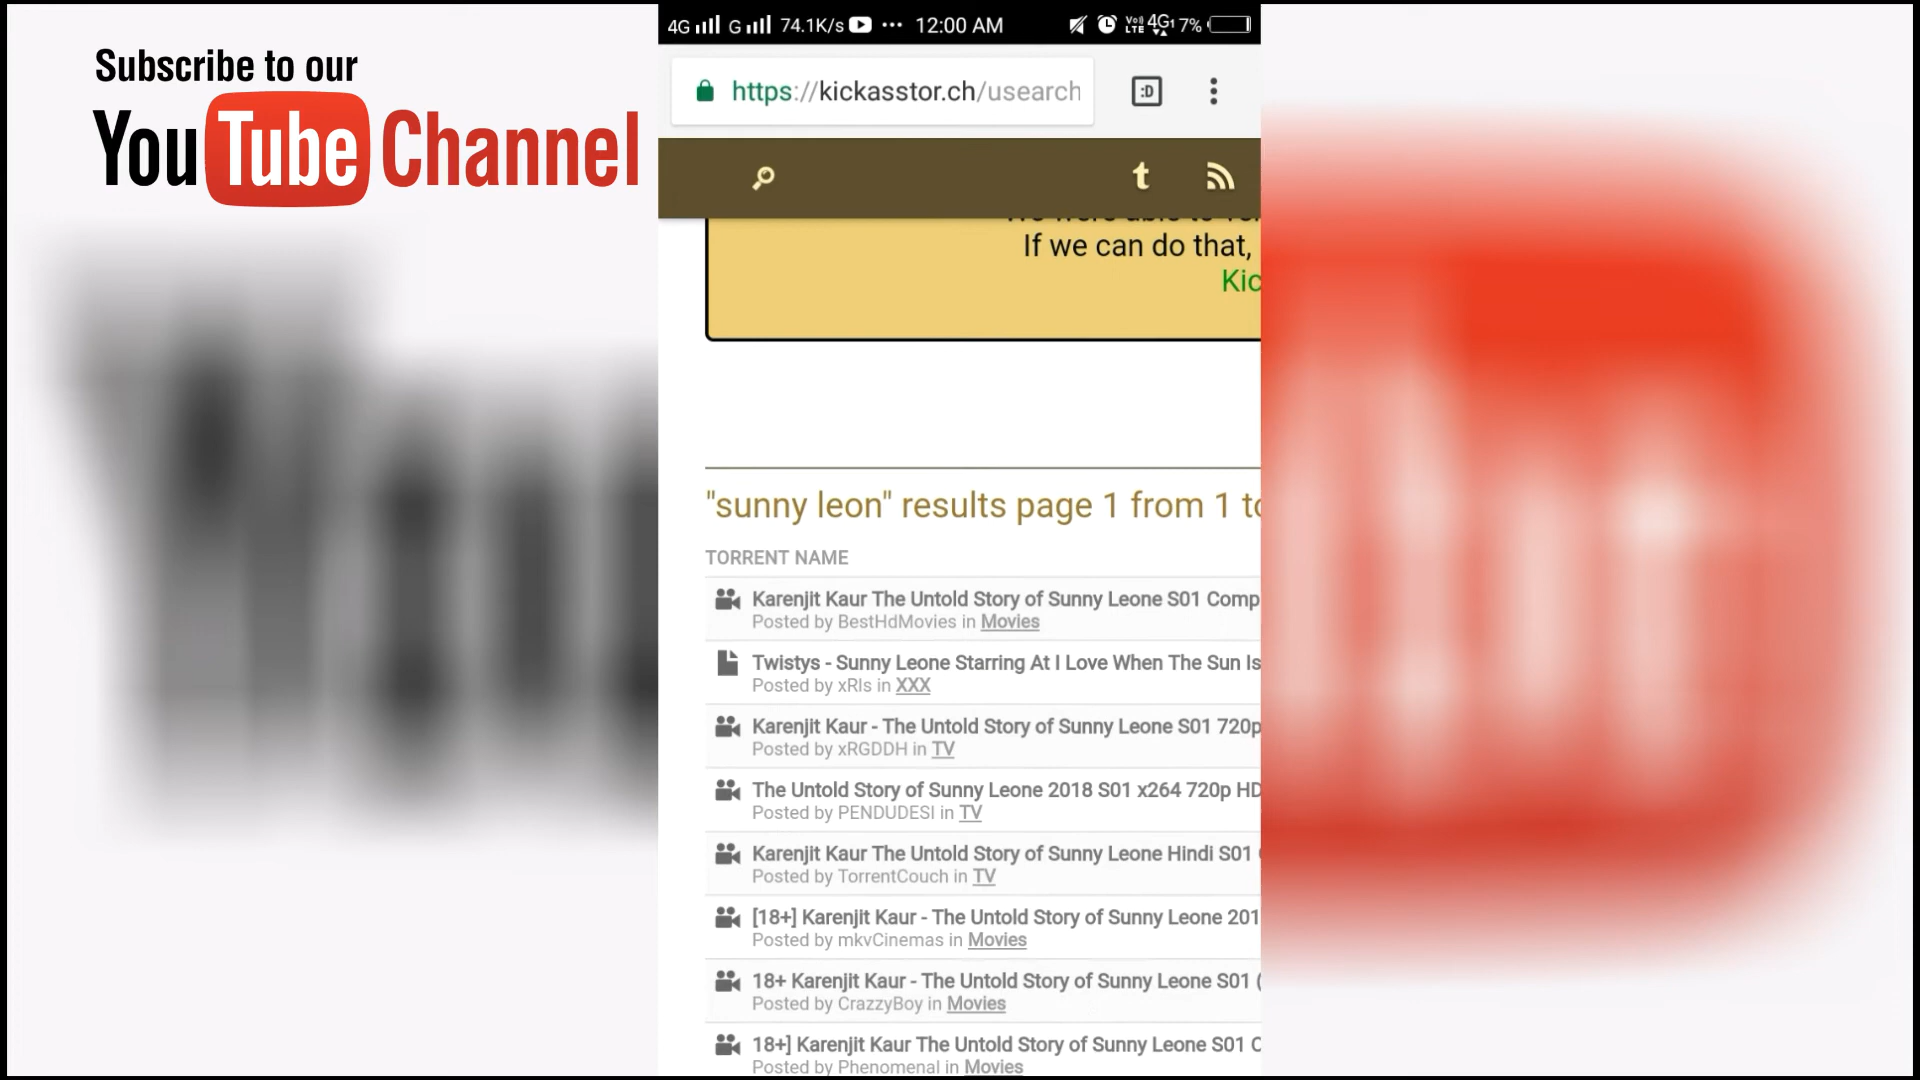 Subscribe to our
YouTube Channel
4G G 74.1K/s ••• 12:00 AM VoLTE 4G 7%
https://kickasstor.ch/usearch :D
t
If we can do that,
Kic
"sunny leon" results page 1 from 1 to
TORRENT NAME
Karenjit Kaur The Untold Story of Sunny Leone S01 Comp
Posted by BestHdMovies in Movies
Twistys - Sunny Leone Starring At I Love When The Sun Is
Posted by xRls in XXX
Karenjit Kaur - The Untold Story of Sunny Leone S01 720p
Posted by xRGDDH in TV
The Untold Story of Sunny Leone 2018 S01 x264 720p HD
Posted by PENDUDESI in TV
Karenjit Kaur The Untold Story of Sunny Leone Hindi S01
Posted by TorrentCouch in TV
[18+] Karenjit Kaur - The Untold Story of Sunny Leone 201
Posted by mkvCinemas in Movies
18+ Karenjit Kaur - The Untold Story of Sunny Leone S01 (
Posted by CrazzyBoy in Movies
18+] Karenjit Kaur The Untold Story of Sunny Leone S01 C
Posted by Phenomenal in Movies